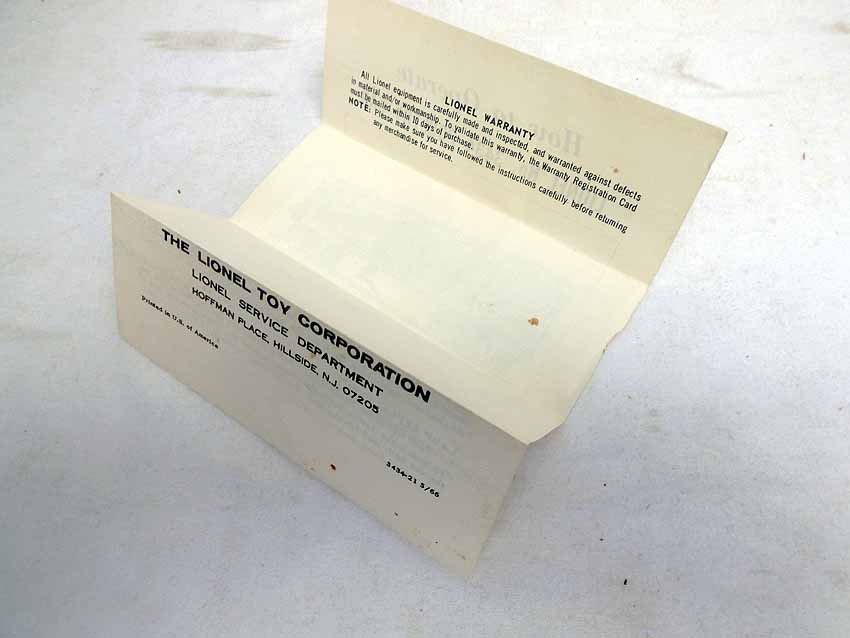 LIONEL WARRANTY
All Lionel equipment is carefully made and inspected, and warranted against defects
in material and/or workmanship. To validate this warranty, the Warranty Registration Card
must be mailed within 10 days of purchase.
NOTE: Please make sure you have followed the instructions carefully before returning
any merchandise for service.
THE LIONEL TOY CORPORATION
LIONEL SERVICE DEPARTMENT
HOFFMAN PLACE, HILLSIDE, N.J. 07205
Printed in U.S. of America
3434-21 5/66